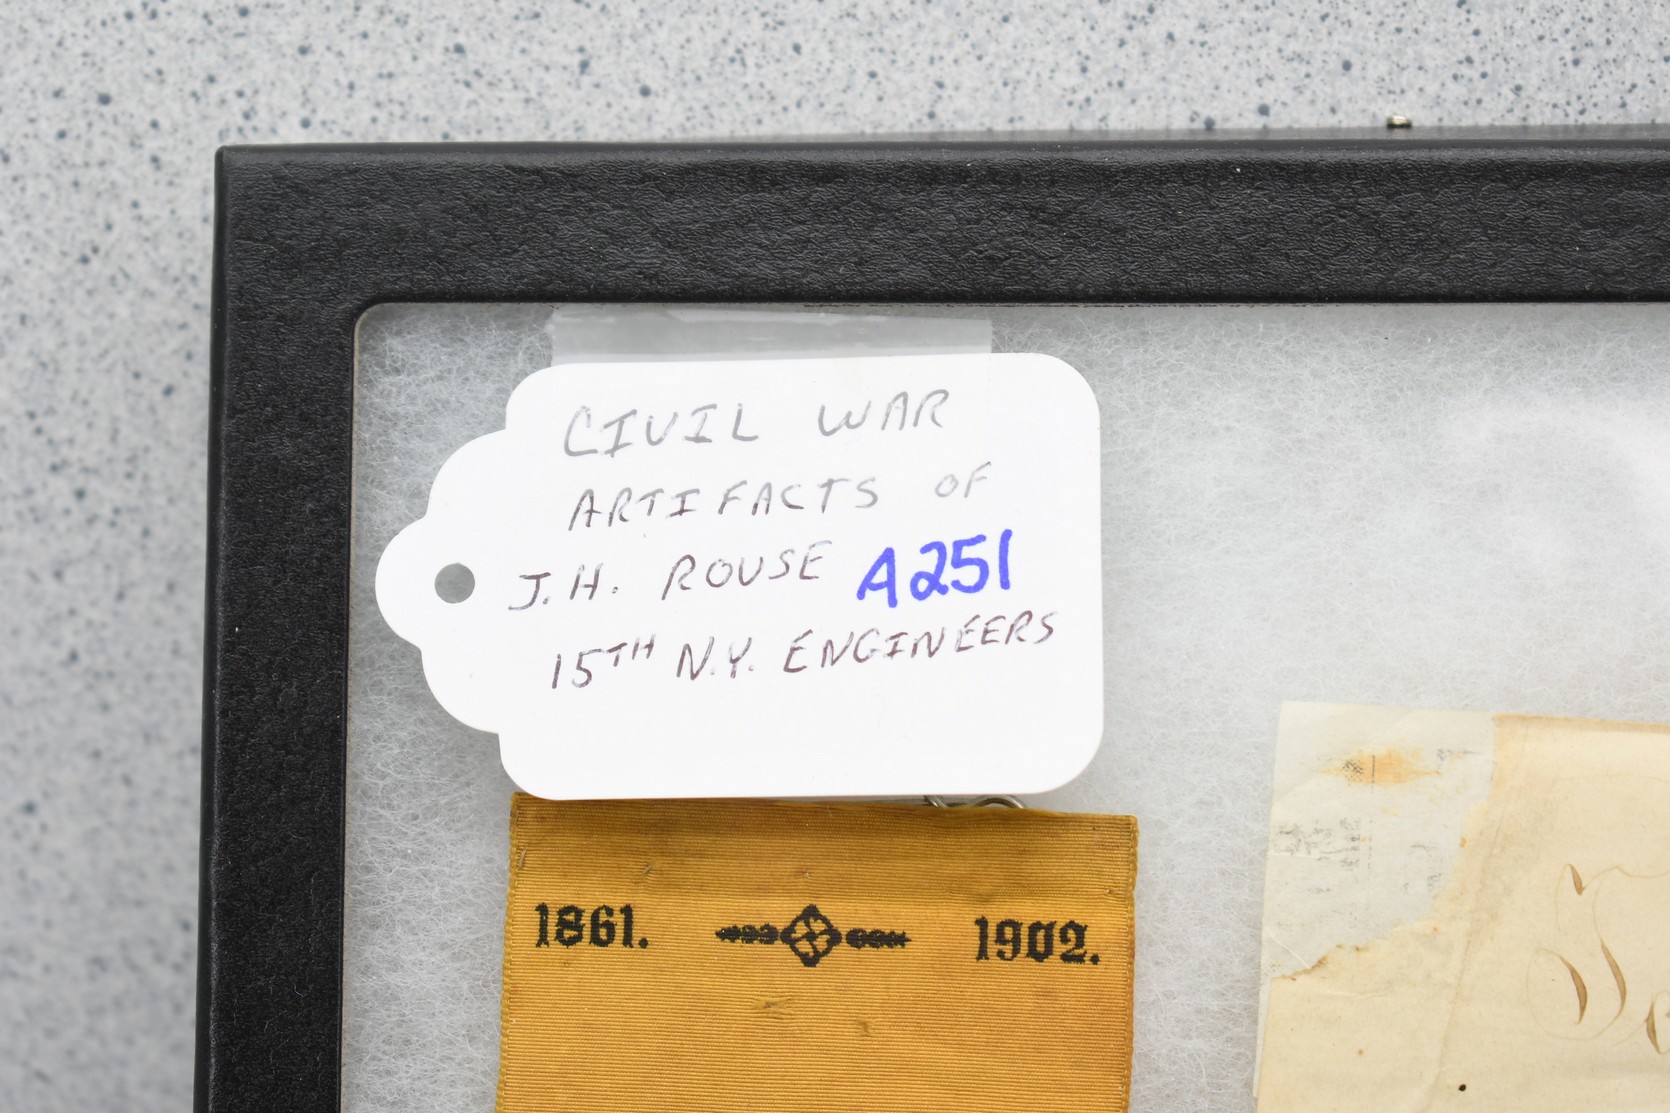 CIVIL WAR
ARTIFACTS OF
J.H. ROUSE A251
15TH N.Y. ENGINEERS
1861. 1902.